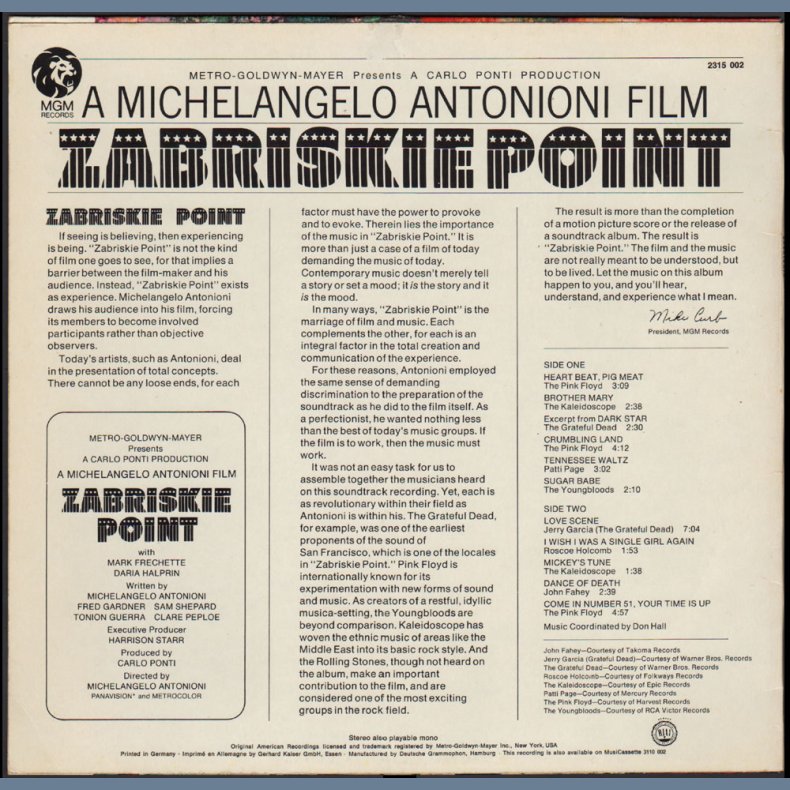 2315 002
METRO-GOLDWYN-MAYER Presents A CARLO PONTI PRODUCTION
MGM
RECORDS
A MICHELANGELO ANTONIONI FILM
ZABRISKIE POINT
ZABRISKIE POINT
If seeing is believing, then experiencing
is being. "Zabriskie Point" is not the kind
of film one goes to see, for that implies a
barrier between the film-maker and his
audience. Instead, "Zabriskie Point" exists
as experience. Michelangelo Antonioni
draws his audience into his film, forcing
its members to become involved
participants rather than objective
observers.
Today's artists, such as Antonioni, deal
in the presentation of total concepts.
There cannot be any loose ends, for each
METRO-GOLDWYN-MAYER
Presents
A CARLO PONTI PRODUCTION
A MICHELANGELO ANTONIONI FILM
ZABRISKIE
POINT
with
MARK FRECHETTE
DARIA HALPRIN
Written by
MICHELANGELO ANTONIONI
FRED GARDNER SAM SHEPARD
TONION GUERRA CLARE PEPLOE
Executive Producer
HARRISON STARR
Produced by
CARLO PONTI
Directed by
MICHELANGELO ANTONIONI
PANAVISION* and METROCOLOR
factor must have the power to provoke
and to evoke. Therein lies the importance
of the music in "Zabriskie Point." It is
more than just a case of a film of today
demanding the music of today.
Contemporary music doesn't merely tell
a story or set a mood; it is the story and it
is the mood.
In many ways, "Zabriskie Point" is the
marriage of film and music. Each
complements the other, for each is an
integral factor in the total creation and
communication of the experience.
For these reasons, Antonioni employed
the same sense of demanding
discrimination to the preparation of the
soundtrack as he did to the film itself. As
a perfectionist, he wanted nothing less
than the best of today's music groups. If
the film is to work, then the music must
work.
It was not an easy task for us to
assemble together the musicians heard
on this soundtrack recording. Yet, each is
as revolutionary within their field as
Antonioni is within his. The Grateful Dead,
for example, was one of the earliest
proponents of the sound of
San Francisco, which is one of the locales
in "Zabriskie Point." Pink Floyd is
internationally known for its
experimentation with new forms of sound
and music. As creators of a restful, idyllic
musica-setting, the Youngbloods are
beyond comparison. Kaleidoscope has
woven the ethnic music of areas like the
Middle East into its basic rock style. And
the Rolling Stones, though not heard on
the album, make an important
contribution to the film, and are
considered one of the most exciting
groups in the rock field.
The result is more than the completion
of a motion picture score or the release of
a soundtrack album. The result is
"Zabriskie Point." The film and the music
are not really meant to be understood, but
to be lived. Let the music on this album
happen to you, and you'll hear,
understand, and experience what I mean.
Mike Curb
President, MGM Records
SIDE ONE
HEART BEAT, PIG MEAT
The Pink Floyd 3:09
BROTHER MARY
The Kaleidoscope 2:38
Excerpt from DARK STAR
The Grateful Dead 2:30
CRUMBLING LAND
The Pink Floyd 4:12
TENNESSEE WALTZ
Patti Page 3:02
SUGAR BABE
The Youngbloods 2:10
SIDE TWO
LOVE SCENE
Jerry Garcia (The Grateful Dead) 7:04
I WISH I WAS A SINGLE GIRL AGAIN
Roscoe Holcomb 1:53
MICKEY'S TUNE
The Kaleidoscope 1:38
DANCE OF DEATH
John Fahey 2:39
COME IN NUMBER 51, YOUR TIME IS UP
The Pink Floyd 4:57
Music Coordinated by Don Hall
John Fahey—Courtesy of Takoma Records
Jerry Garcia (Grateful Dead)—Courtesy of Warner Bros. Records
The Grateful Dead—Courtesy of Warner Bros. Records
Roscoe Holcomb—Courtesy of Folkways Records
The Kaleidoscope—Courtesy of Epic Records
Patti Page—Courtesy of Mercury Records
The Pink Floyd—Courtesy of Harvest Records
The Youngbloods—Courtesy of RCA Victor Records
Stereo also playable mono
Original American Recordings licensed and trademark registered by Metro-Goldwyn-Mayer Inc., New York, USA
Printed in Germany · Imprimé en Allemagne by Gerhard Kaiser GmbH, Essen · Manufactured by Deutsche Grammophon, Hamburg · This recording is also available on MusiCassette 3110 002